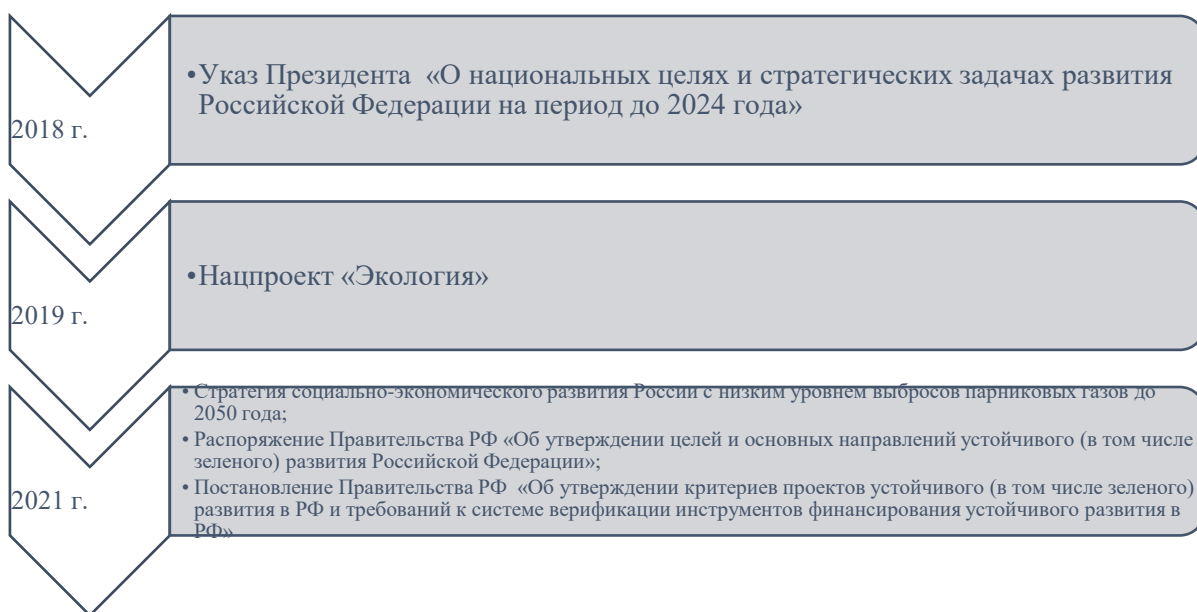 2018 г.
•Указ Президента «О национальных целях и стратегических задачах развития
Российской Федерации на период до 2024 года»
2019 г.
•Нацпроект «Экология»
2021 г.
• Стратегия социально-экономического развития России с низким уровнем выбросов парниковых газов до
2050 года;
• Распоряжение Правительства РФ «Об утверждении целей и основных направлений устойчивого (в том числе
зеленого) развития Российской Федерации»;
• Постановление Правительства РФ «Об утверждении критериев проектов устойчивого (в том числе зеленого)
развития в РФ и требований к системе верификации инструментов финансирования устойчивого развития в
РФ»